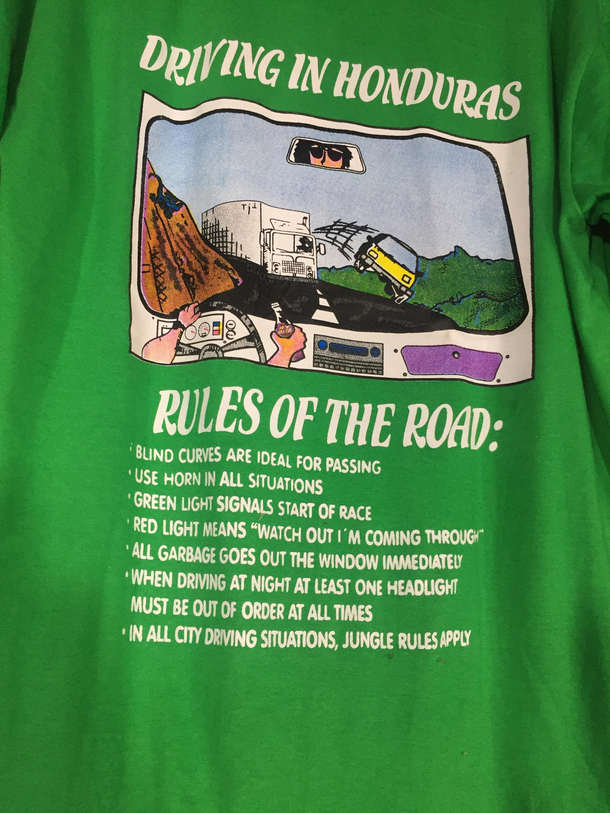 DRIVING IN HONDURAS
RULES OF THE ROAD:
• BLIND CURVES ARE IDEAL FOR PASSING
• USE HORN IN ALL SITUATIONS
• GREEN LIGHT SIGNALS START OF RACE
• RED LIGHT MEANS "WATCH OUT I´M COMING THROUGH"
• ALL GARBAGE GOES OUT THE WINDOW IMMEDIATELY
• WHEN DRIVING AT NIGHT AT LEAST ONE HEADLIGHT
MUST BE OUT OF ORDER AT ALL TIMES
• IN ALL CITY DRIVING SITUATIONS, JUNGLE RULES APPLY